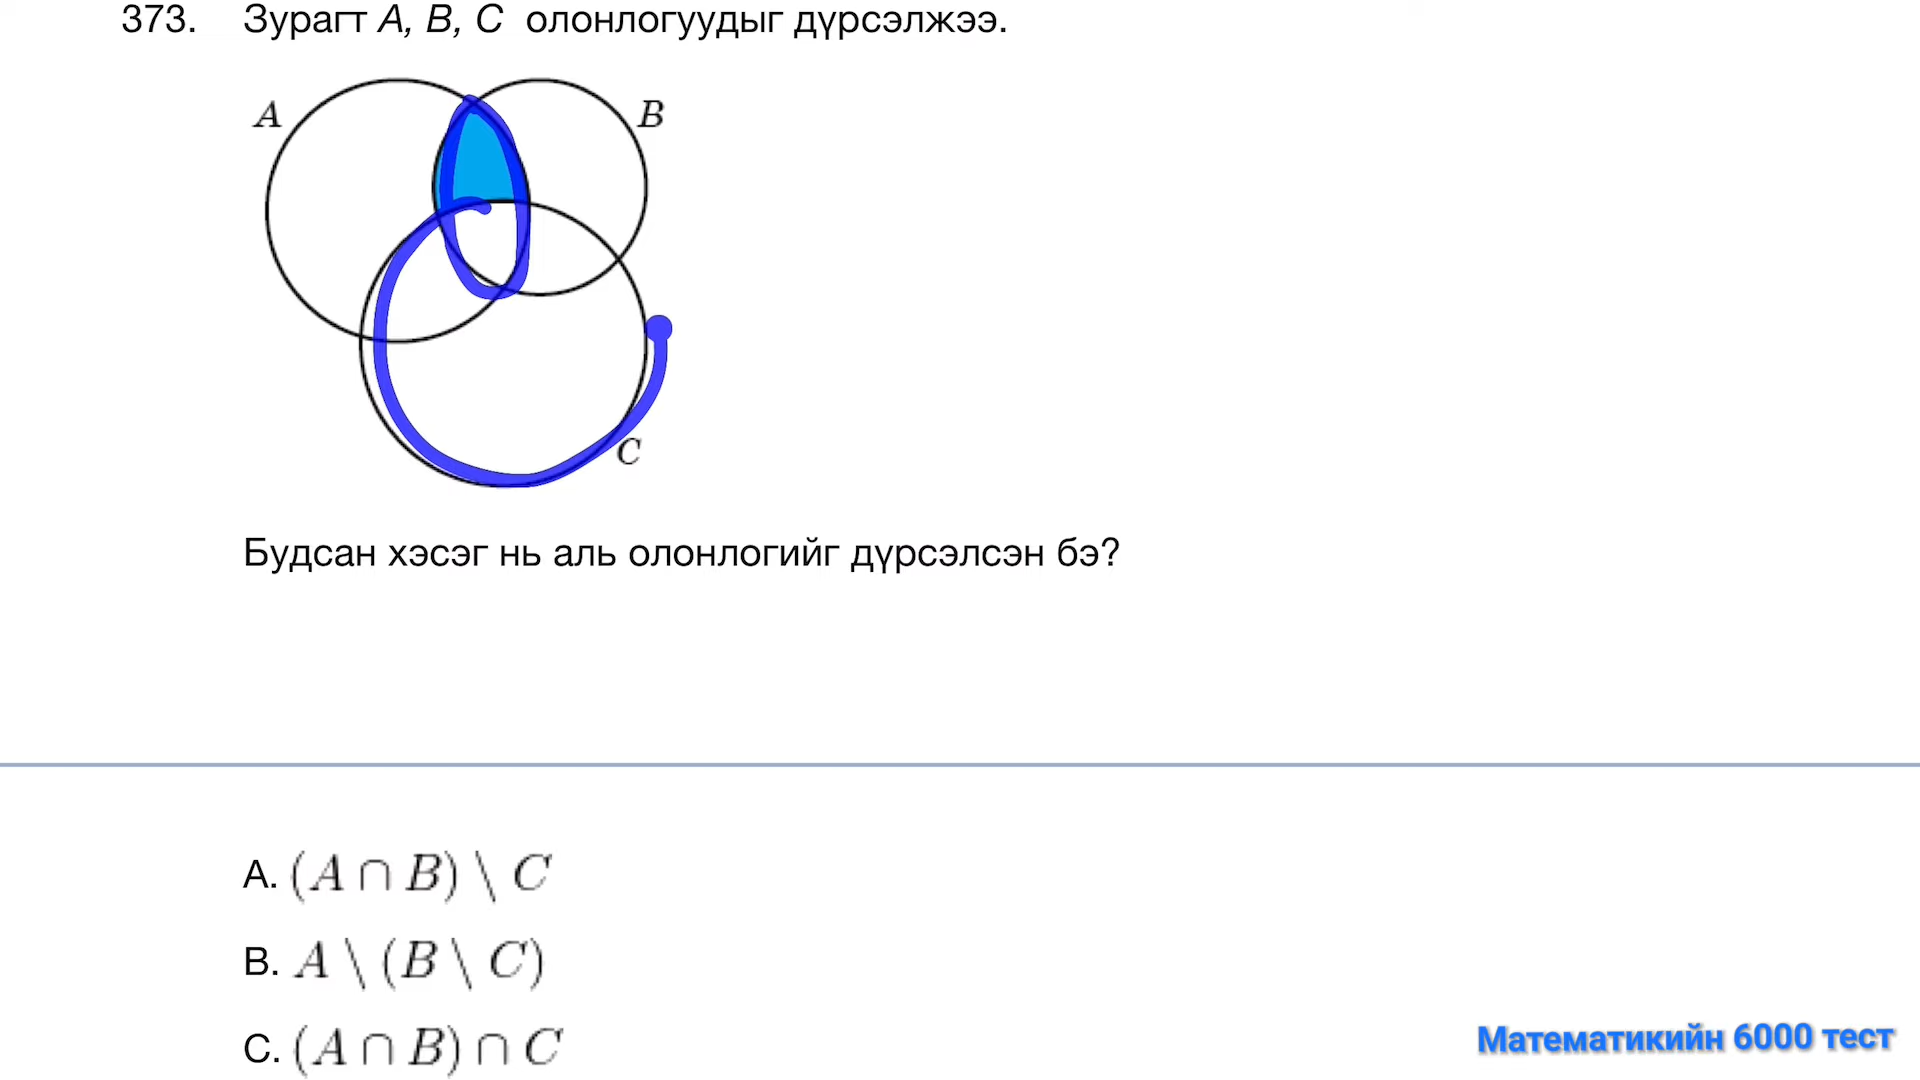 373. Зурагт A, B, C олонлогуудыг дүрсэлжээ.
A
B
C
Будсан хэсэг нь аль олонлогийг дүрсэлсэн бэ?
A. (A ∩ B) \ C
B. A \ (B \ C)
C. (A ∩ B) ∩ C
Математикийн 6000 тест